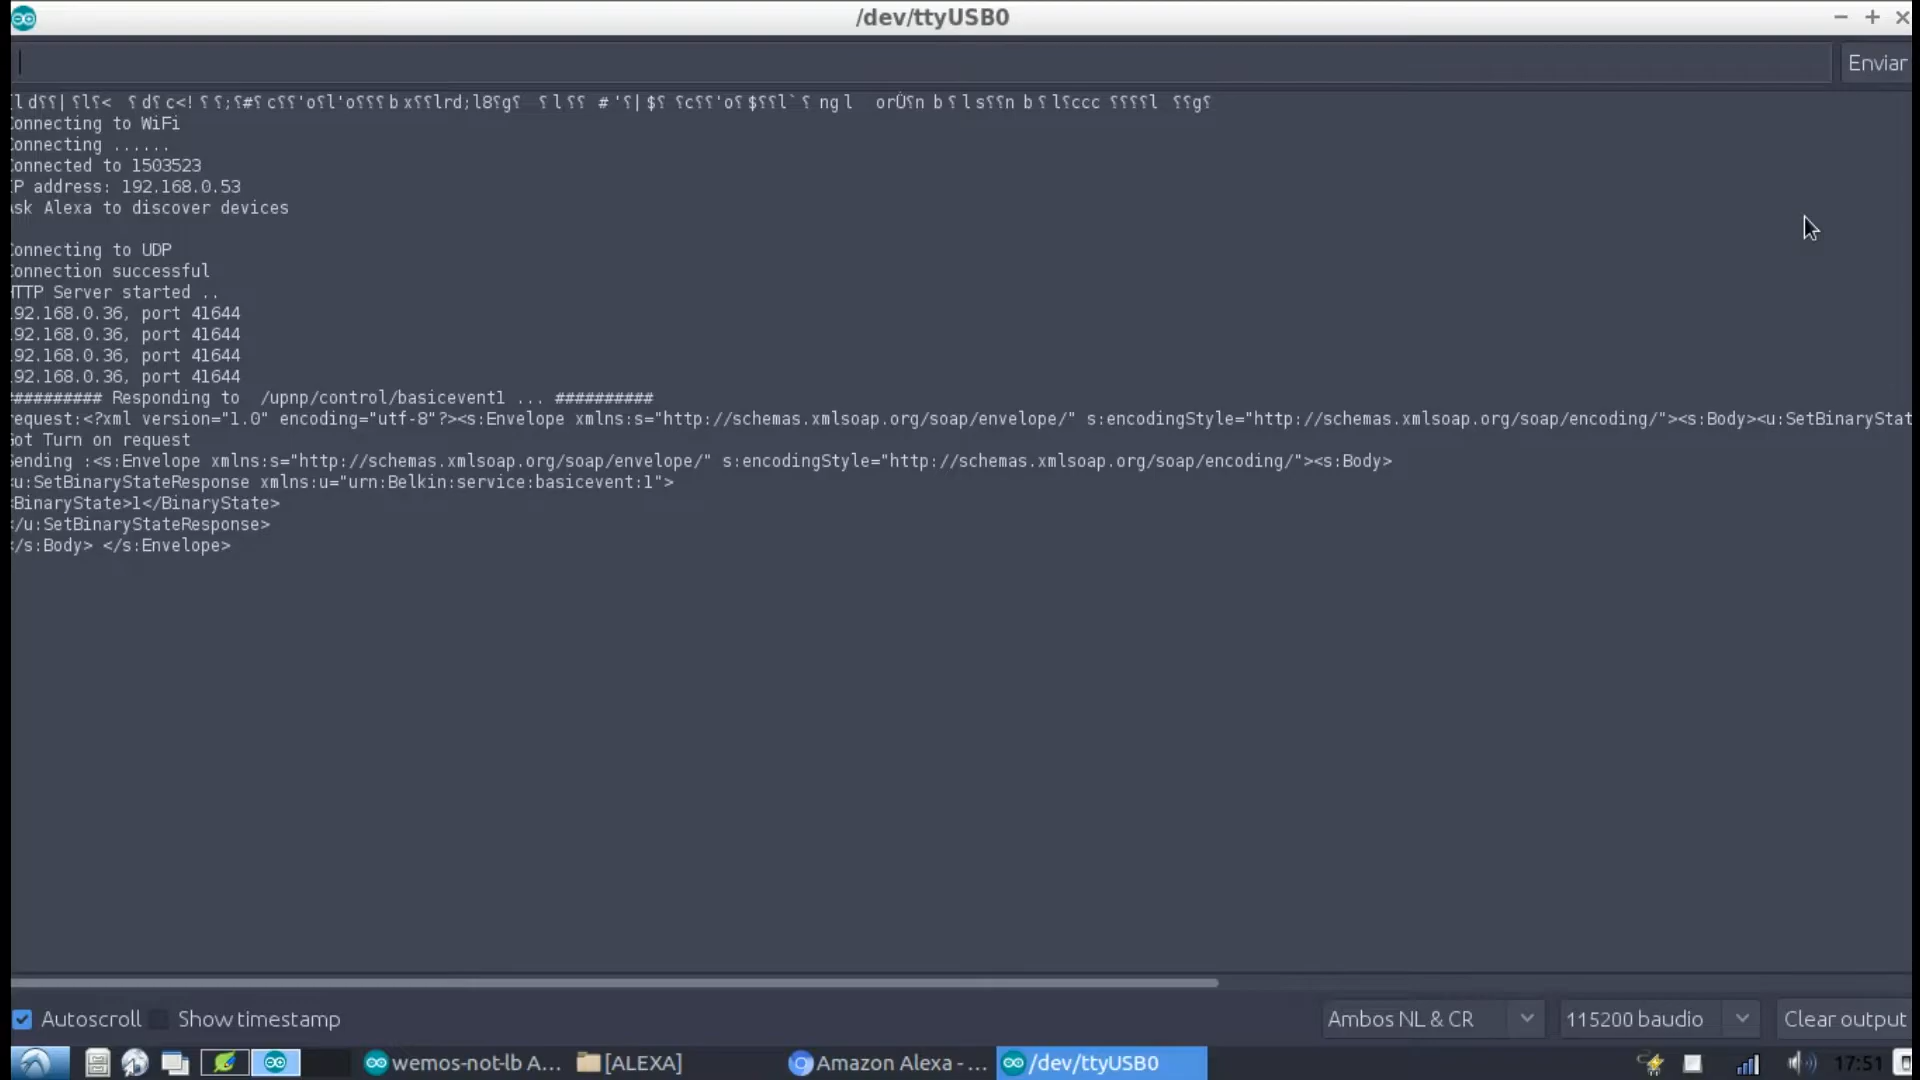 /dev/ttyUSB0
Enviar
onnecting to WiFi
onnecting ......
onnected to 1503523
P address: 192.168.0.53
sk Alexa to discover devices
onnecting to UDP
onnection successful
TTP Server started ..
92.168.0.36, port 41644
92.168.0.36, port 41644
92.168.0.36, port 41644
92.168.0.36, port 41644
######### Responding to  /upnp/control/basicevent1 ... ##########
equest:<?xml version="1.0" encoding="utf-8"?><s:Envelope xmlns:s="http://schemas.xmlsoap.org/soap/envelope/" s:encodingStyle="http://schemas.xmlsoap.org/soap/encoding/"><s:Body><u:SetBinaryStat
ot Turn on request
ending :<s:Envelope xmlns:s="http://schemas.xmlsoap.org/soap/envelope/" s:encodingStyle="http://schemas.xmlsoap.org/soap/encoding/"><s:Body>
u:SetBinaryStateResponse xmlns:u="urn:Belkin:service:basicevent:1">
BinaryState>1</BinaryState>
</u:SetBinaryStateResponse>
</s:Body> </s:Envelope>
Autoscroll Show timestamp Ambos NL & CR 115200 baudio Clear output
wemos-not-lb A... [ALEXA] Amazon Alexa - ... /dev/ttyUSB0 17:51